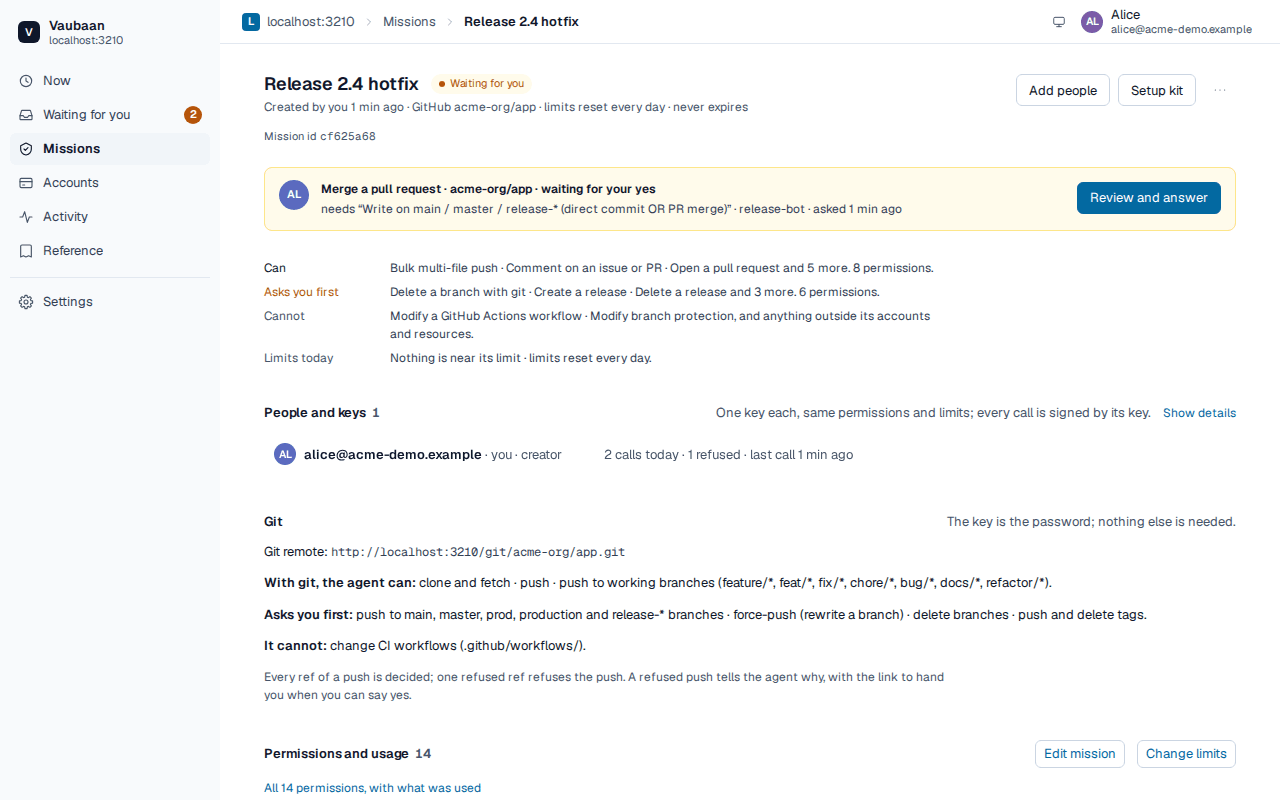 V
Vaubaan
localhost:3210
Now
Waiting for you 2
Missions
Accounts
Activity
Reference
Settings
L localhost:3210 › Missions › Release 2.4 hotfix
AL
Alice
alice@acme-demo.example
Release 2.4 hotfix
Waiting for you
Created by you 1 min ago · GitHub acme-org/app · limits reset every day · never expires
Mission id cf625a68
Add people
Setup kit
···
AL
Merge a pull request · acme-org/app · waiting for your yes
needs “Write on main / master / release-* (direct commit OR PR merge)” · release-bot · asked 1 min ago
Review and answer
Can Bulk multi-file push · Comment on an issue or PR · Open a pull request and 5 more. 8 permissions.
Asks you first Delete a branch with git · Create a release · Delete a release and 3 more. 6 permissions.
Cannot Modify a GitHub Actions workflow · Modify branch protection, and anything outside its accounts
and resources.
Limits today Nothing is near its limit · limits reset every day.
People and keys 1 One key each, same permissions and limits; every call is signed by its key. Show details
AL alice@acme-demo.example · you · creator 2 calls today · 1 refused · last call 1 min ago
Git The key is the password; nothing else is needed.
Git remote: http://localhost:3210/git/acme-org/app.git
With git, the agent can: clone and fetch · push · push to working branches (feature/*, feat/*, fix/*, chore/*, bug/*, docs/*, refactor/*).
Asks you first: push to main, master, prod, production and release-* branches · force-push (rewrite a branch) · delete branches · push and delete tags.
It cannot: change CI workflows (.github/workflows/).
Every ref of a push is decided; one refused ref refuses the push. A refused push tells the agent why, with the link to hand
you when you can say yes.
Permissions and usage 14 Edit mission Change limits
All 14 permissions, with what was used